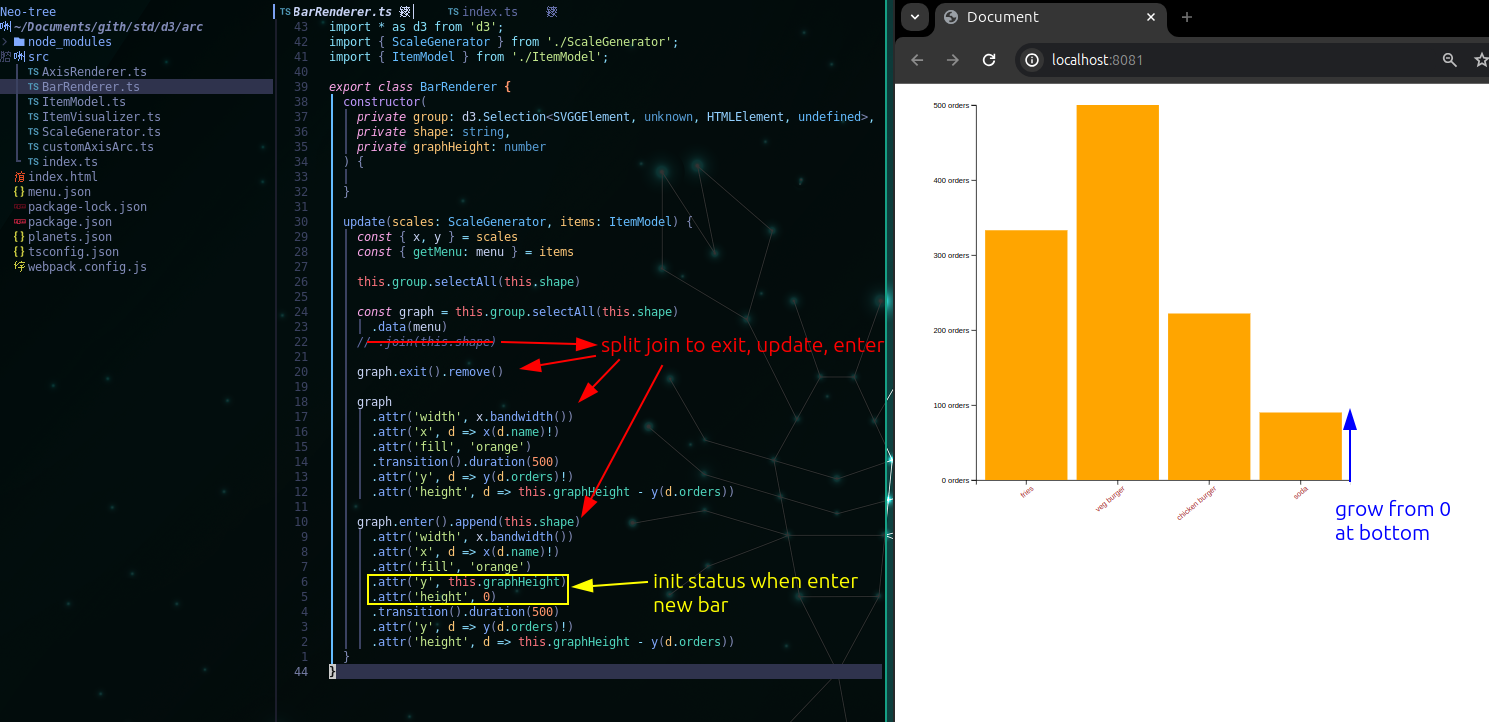 Neo-tree
~/Documents/gith/std/d3/arc
node_modules
src
TS AxisRenderer.ts
TS BarRenderer.ts
TS ItemModel.ts
TS ItemVisualizer.ts
TS ScaleGenerator.ts
TS customAxisArc.ts
TS index.ts
index.html
{} menu.json
package-lock.json
package.json
{} planets.json
{} tsconfig.json
webpack.config.js
TS BarRenderer.ts
TS index.ts
43 import * as d3 from 'd3';
42 import { ScaleGenerator } from './ScaleGenerator';
41 import { ItemModel } from './ItemModel';
40
39 export class BarRenderer {
38 constructor(
37 private group: d3.Selection<SVGGElement, unknown, HTMLElement, undefined>,
36 private shape: string,
35 private graphHeight: number
34 ) {
33
32 }
31
30 update(scales: ScaleGenerator, items: ItemModel) {
29 const { x, y } = scales
28 const { getMenu: menu } = items
27
26 this.group.selectAll(this.shape)
25
24 const graph = this.group.selectAll(this.shape)
23 .data(menu)
22 // .join(this.shape)
21
20 graph.exit().remove()
19
18 graph
17 .attr('width', x.bandwidth())
16 .attr('x', d => x(d.name)!)
15 .attr('fill', 'orange')
14 .transition().duration(500)
13 .attr('y', d => y(d.orders)!)
12 .attr('height', d => this.graphHeight - y(d.orders))
11
10 graph.enter().append(this.shape)
9 .attr('width', x.bandwidth())
8 .attr('x', d => x(d.name)!)
7 .attr('fill', 'orange')
6 .attr('y', this.graphHeight)
5 .attr('height', 0)
4 .transition().duration(500)
3 .attr('y', d => y(d.orders)!)
2 .attr('height', d => this.graphHeight - y(d.orders))
1 }
44 }
split join to exit, update, enter
init status when enter
new bar
Document
localhost:8081
500 orders
400 orders
300 orders
200 orders
100 orders
0 orders
fries
veg burger
chicken burger
soda
grow from 0
at bottom